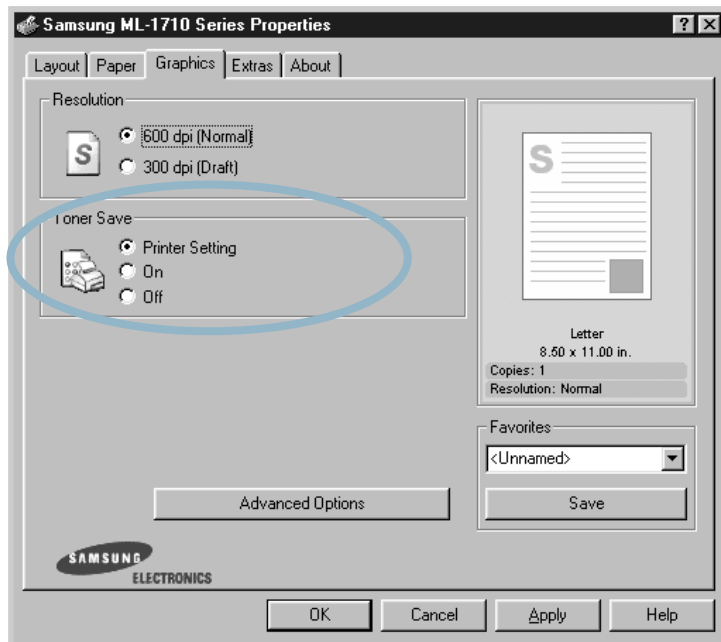 Samsung ML-1710 Series Properties
Layout Paper Graphics Extras About
Resolution
S
600 dpi (Normal)
300 dpi (Draft)
Toner Save
Printer Setting
On
Off
S
Letter
8.50 x 11.00 in.
Copies: 1
Resolution: Normal
Favorites
<Unnamed>
Advanced Options
Save
SAMSUNG
ELECTRONICS
OK Cancel Apply Help